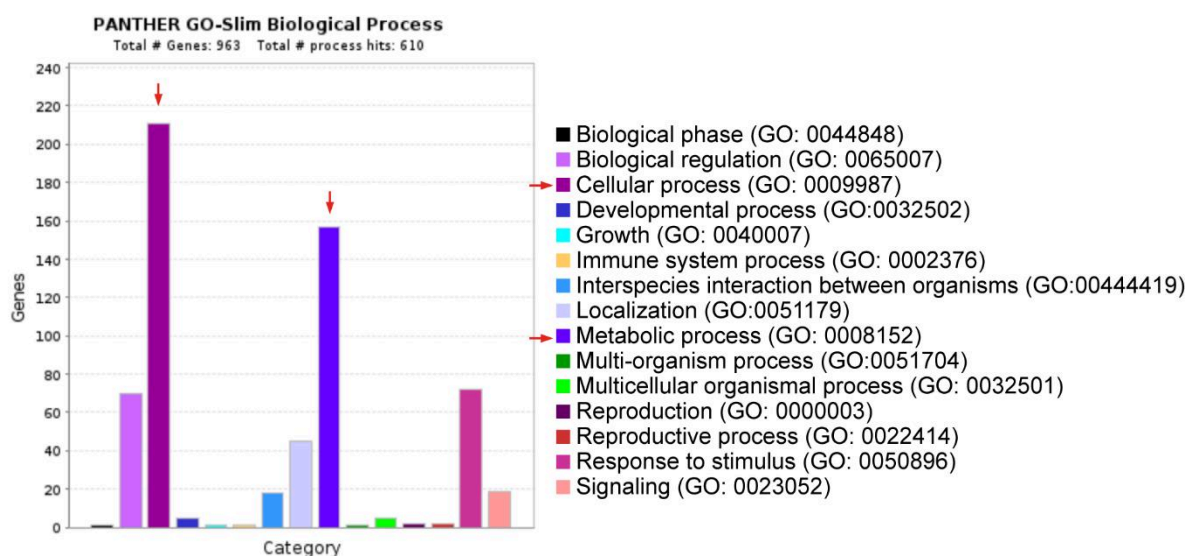 PANTHER GO-Slim Biological Process
Total # Genes: 963 Total # process hits: 610
240
220
200
180
160
140
120
100
80
60
40
20
0
Genes
Category
Biological phase (GO: 0044848)
Biological regulation (GO: 0065007)
Cellular process (GO: 0009987)
Developmental process (GO:0032502)
Growth (GO: 0040007)
Immune system process (GO: 0002376)
Interspecies interaction between organisms (GO:00444419)
Localization (GO:0051179)
Metabolic process (GO: 0008152)
Multi-organism process (GO:0051704)
Multicellular organismal process (GO: 0032501)
Reproduction (GO: 0000003)
Reproductive process (GO: 0022414)
Response to stimulus (GO: 0050896)
Signaling (GO: 0023052)